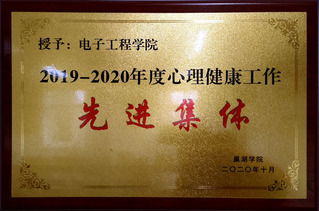 授予：电子工程学院
2019-2020年度心理健康工作
先进集体
巢湖学院
二〇二〇年十月